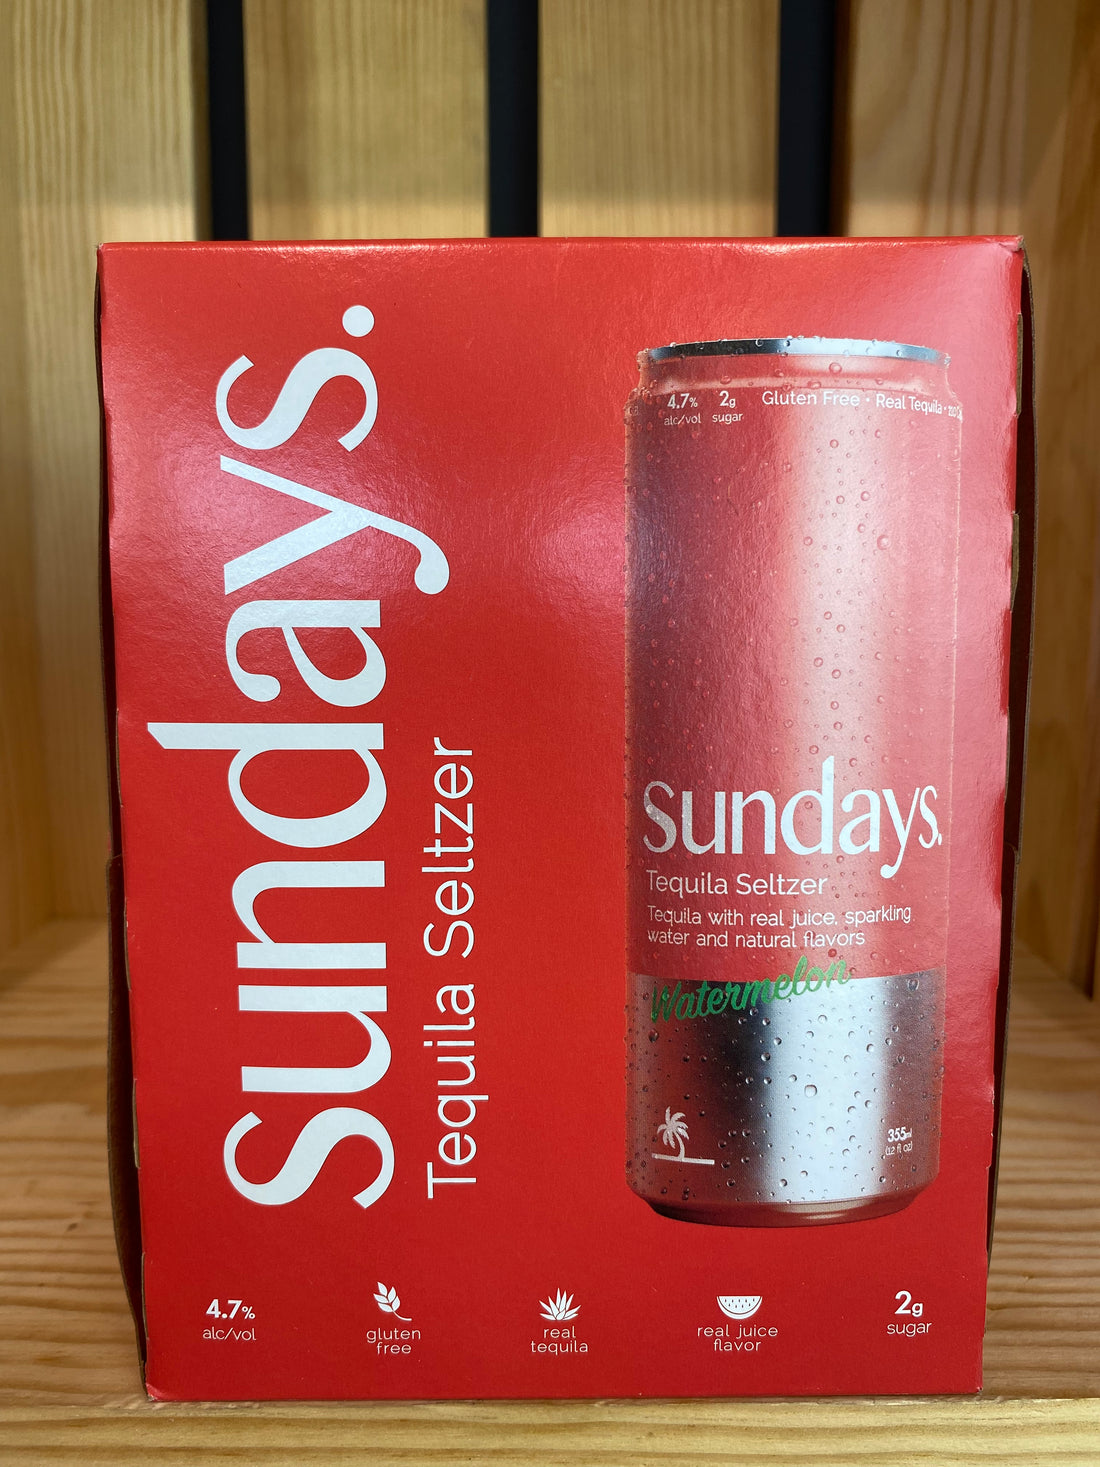 sundays.
Tequila Seltzer
4.7%
alc/vol
2g
sugar
Gluten Free • Real Tequila •
sundays.
Tequila Seltzer
Tequila with real juice, sparkling
water and natural flavors
Watermelon
355ml
(12 fl oz)
4.7%
alc/vol
gluten
free
real
tequila
real juice
flavor
2g
sugar